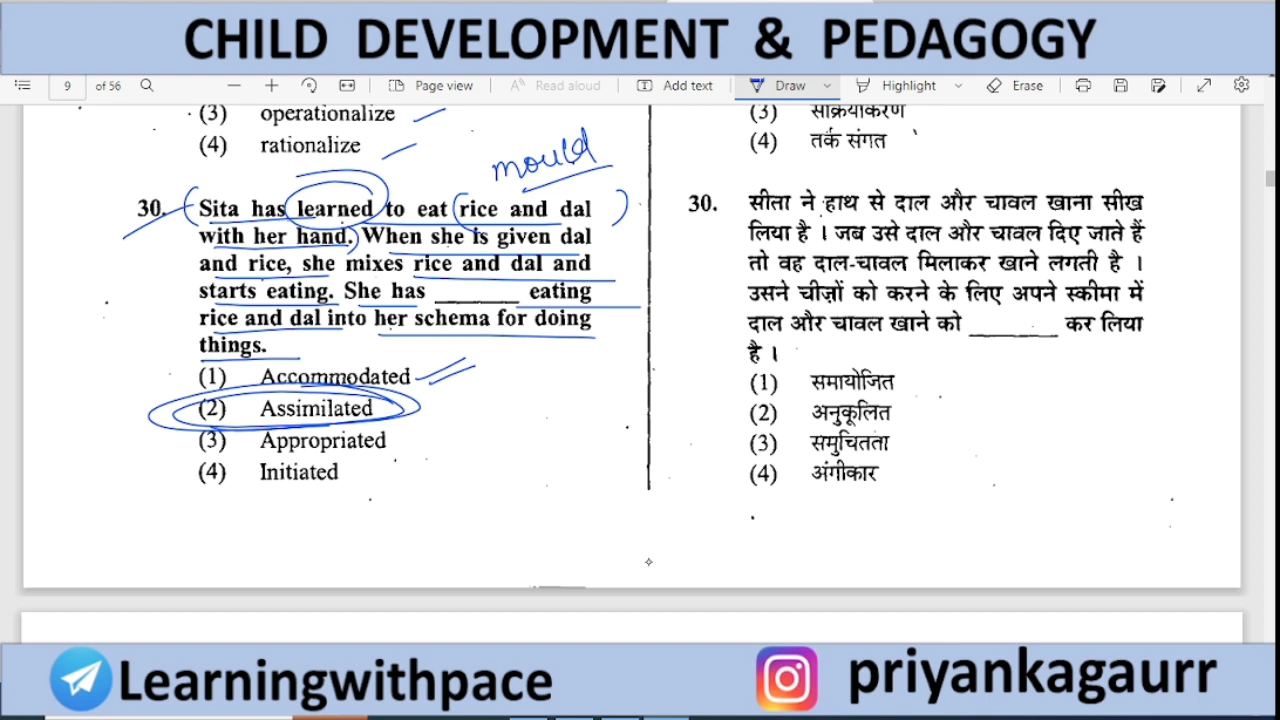 CHILD DEVELOPMENT & PEDAGOGY
9 of 56
Page view
Read aloud
Add text
Draw
Highlight
Erase
(3) operationalize
(4) rationalize
mould
30. Sita has learned to eat rice and dal
with her hand. When she is given dal
and rice, she mixes rice and dal and
starts eating. She has ________ eating
rice and dal into her schema for doing
things.
(1) Accommodated
(2) Assimilated
(3) Appropriated
(4) Initiated
(3) सक्रियाकरण
(4) तर्क संगत
30. सीता ने हाथ से दाल और चावल खाना सीख
लिया है । जब उसे दाल और चावल दिए जाते हैं
तो वह दाल-चावल मिलाकर खाने लगती है ।
उसने चीज़ों को करने के लिए अपने स्कीमा में
दाल और चावल खाने को ________ कर लिया
है ।
(1) समायोजित
(2) अनुकूलित
(3) समुचितता
(4) अंगीकार
Learningwithpace
priyankagaurr